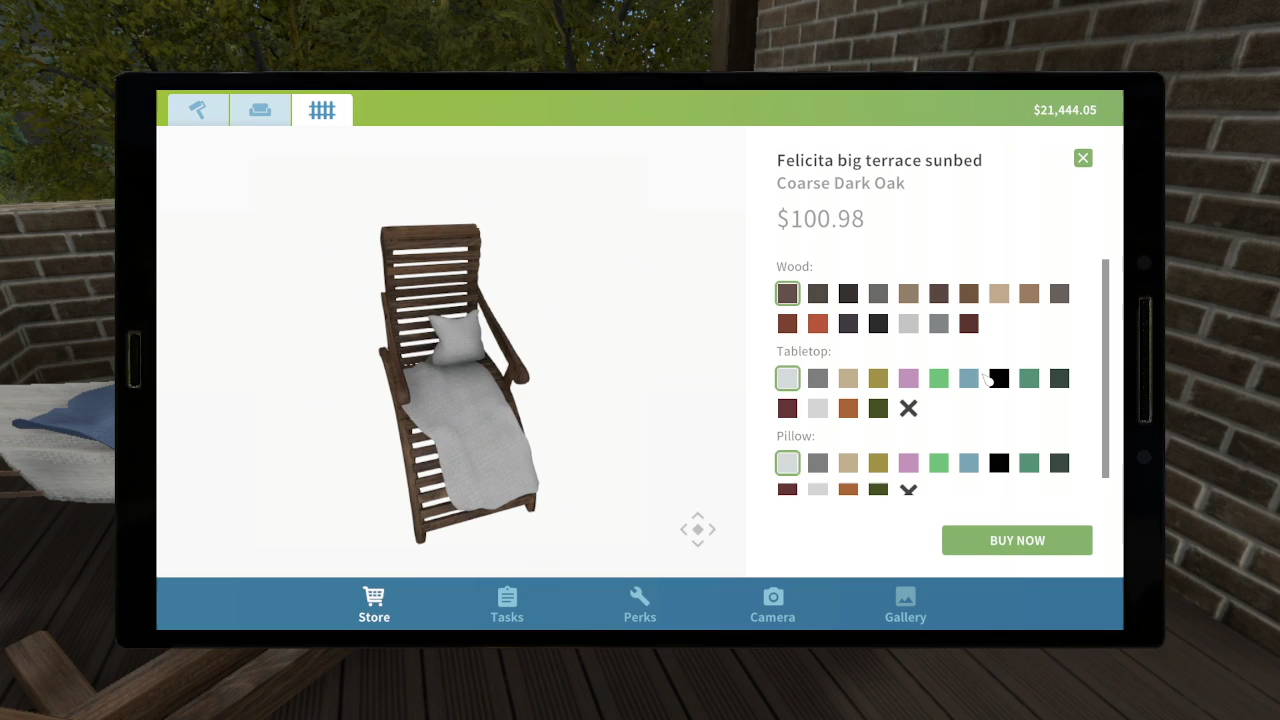 $21,444.05
Felicita big terrace sunbed
Coarse Dark Oak
$100.98
Wood:
Tabletop:
Pillow:
BUY NOW
Store
Tasks
Perks
Camera
Gallery